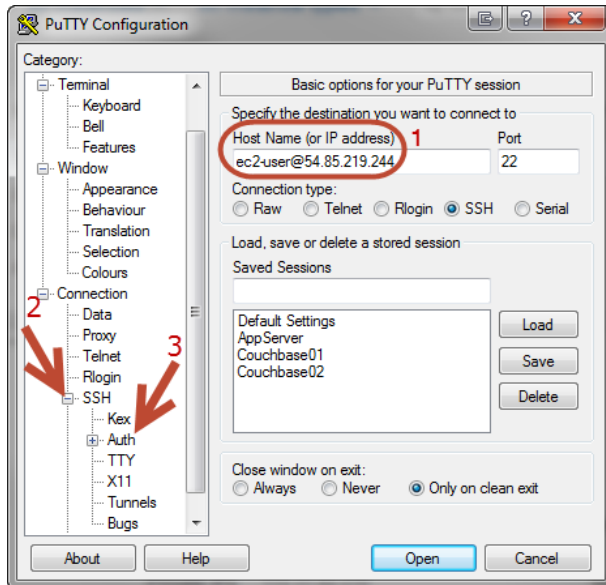 PuTTY Configuration
Category:
Terminal
Keyboard
Bell
Features
Window
Appearance
Behaviour
Translation
Selection
Colours
Connection
Data
Proxy
Telnet
Rlogin
SSH
Kex
Auth
TTY
X11
Tunnels
Bugs
2
3
Basic options for your PuTTY session
Specify the destination you want to connect to
Host Name (or IP address) 1 Port
ec2-user@54.85.219.244 22
Connection type:
Raw Telnet Rlogin SSH Serial
Load, save or delete a stored session
Saved Sessions
Default Settings
AppServer
Couchbase01
Couchbase02
Load
Save
Delete
Close window on exit:
Always Never Only on clean exit
About Help Open Cancel